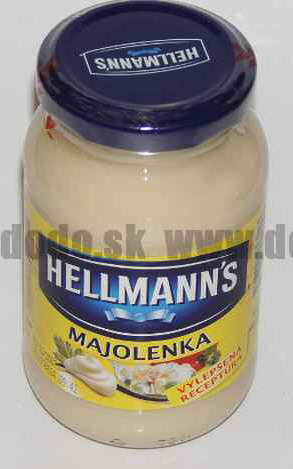 HELLMANN'S
dodo.sk www.do
HELLMANN'S
MAJOLENKA
VYLEPŠENÁ
RECEPTÚRA